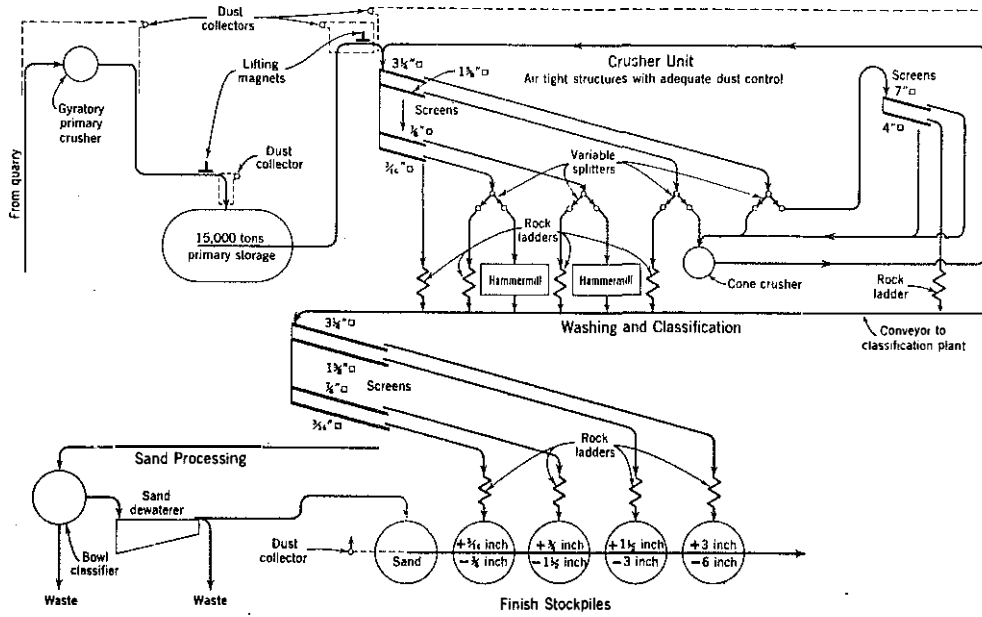 Dust
collectors
Lifting
magnets
Gyratory
primary
crusher
From quarry
Dust
collector
15,000 tons
primary storage
Crusher Unit
Air tight structures with adequate dust control
3⅛"□
1⅝"□
Screens
⅞"□
3/16"□
Screens
7"□
4"□
Variable
splitters
Rock
ladders
Hammermill
Hammermill
Cone crusher
Rock
ladder
Washing and Classification
Conveyor to
classification plant
3⅛"□
1⅝"□
⅞"□
Screens
3/16"□
Rock
ladders
Sand Processing
Sand
dewaterer
Bowl
classifier
Waste
Waste
Dust
collector
Sand
+3/16 inch
−¾ inch
+¾ inch
−1½ inch
+1½ inch
−3 inch
+3 inch
−6 inch
Finish Stockpiles